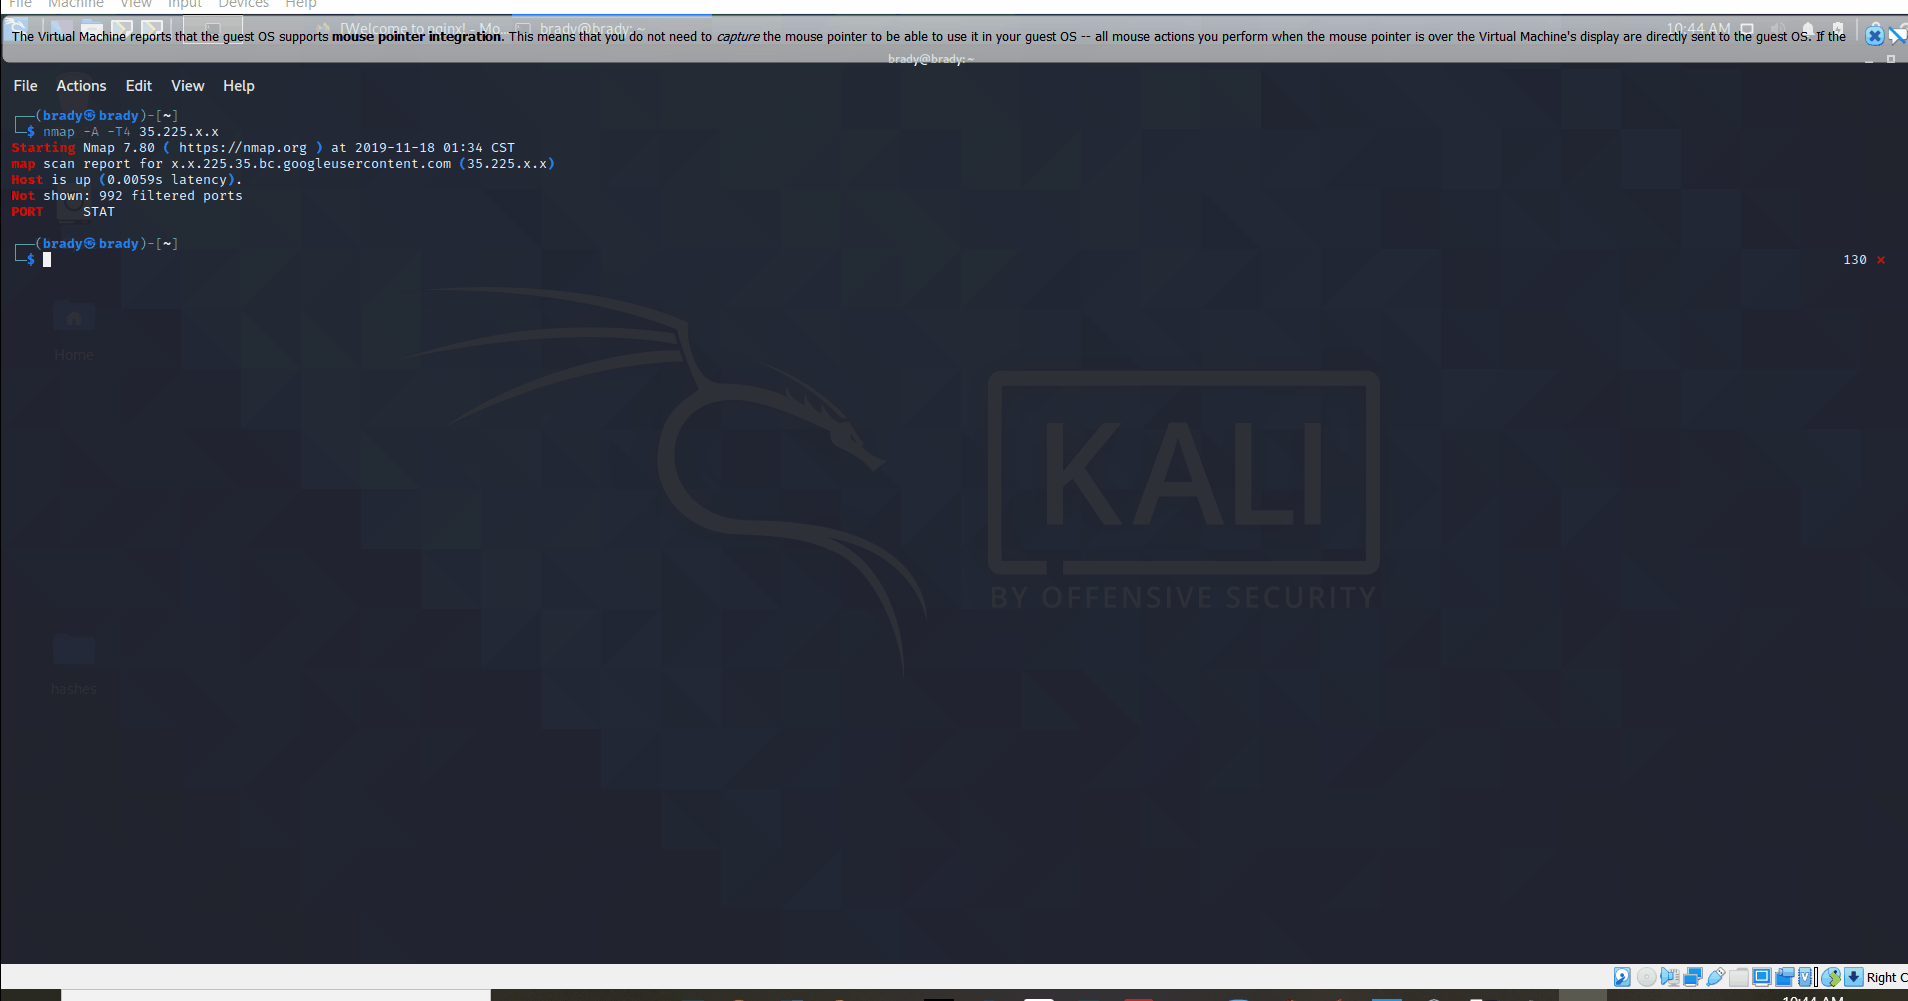 File Machine View Input Devices Help
[Welcome to nginx! - Mo... brady@brady: ~ 10:44 AM
The Virtual Machine reports that the guest OS supports mouse pointer integration. This means that you do not need to capture the mouse pointer to be able to use it in your guest OS -- all mouse actions you perform when the mouse pointer is over the Virtual Machine's display are directly sent to the guest OS. If the
brady@brady: ~
File Actions Edit View Help
┌──(brady㉿brady)-[~]
└─$ nmap -A -T4 35.225.x.x
Starting Nmap 7.80 ( https://nmap.org ) at 2019-11-18 01:34 CST
map scan report for x.x.225.35.bc.googleusercontent.com (35.225.x.x)
Host is up (0.0059s latency).
Not shown: 992 filtered ports
PORT     STAT
┌──(brady㉿brady)-[~]
└─$
130 ⨯
Home
KALI
BY OFFENSIVE SECURITY
hashes
Right C
10:44 AM